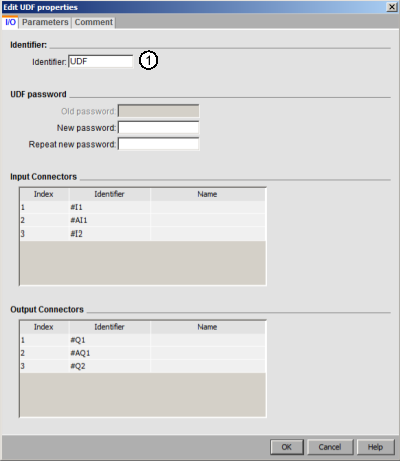 Edit UDF properties
I/O Parameters Comment
Identifier:
Identifier: UDF 1
UDF password
Old password:
New password:
Repeat new password:
Input Connectors
Index Identifier Name
1 #I1
2 #AI1
3 #I2
Output Connectors
Index Identifier Name
1 #Q1
2 #AQ1
3 #Q2
OK Cancel Help